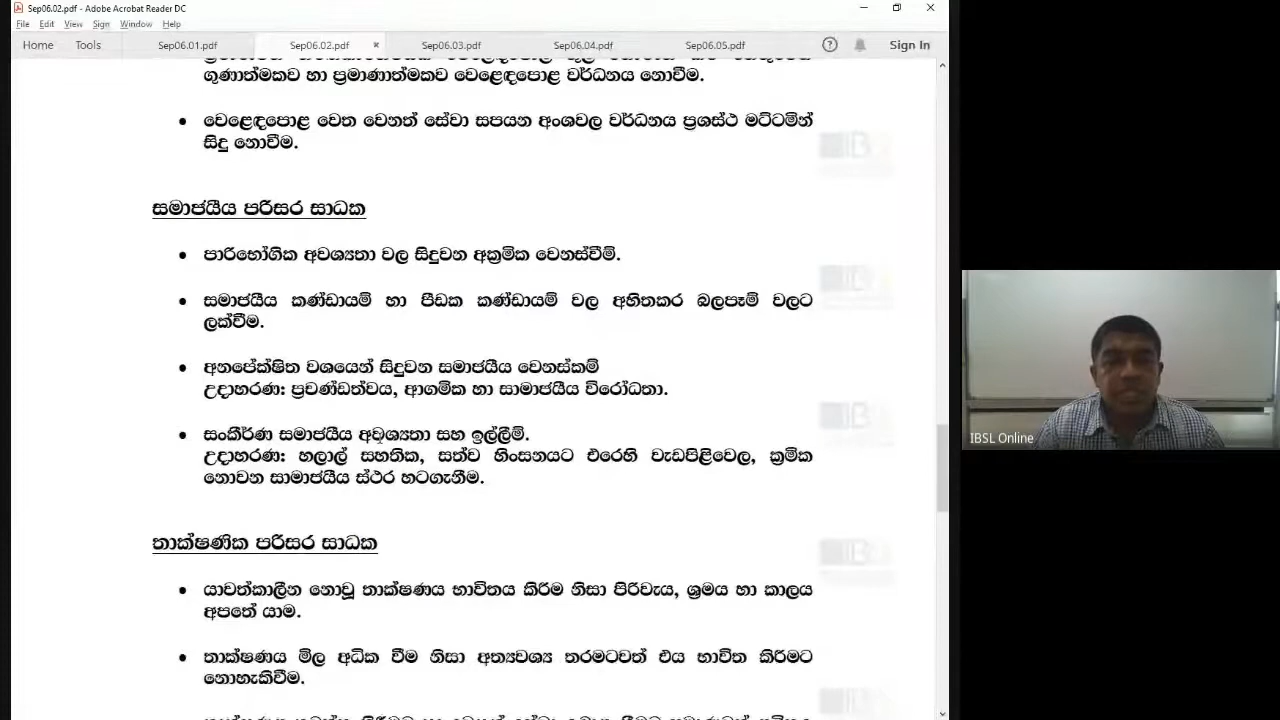 Sep06.02.pdf - Adobe Acrobat Reader DC
File Edit View Sign Window Help
Home Tools Sep06.01.pdf Sep06.02.pdf × Sep06.03.pdf Sep06.04.pdf Sep06.05.pdf Sign In
ගුණාත්මකව හා ප්‍රමාණාත්මකව වෙළෙඳපොළ වර්ධනය නොවීම.
• වෙළෙඳපොළ වෙත වෙනත් සේවා සපයන අංශවල වර්ධනය ප්‍රශස්ථ මට්ටමින්
සිදු නොවීම.
සමාජයීය පරිසර සාධක
• පාරිභෝගික අවශ්‍යතා වල සිදුවන අක්‍රමික වෙනස්වීම්.
• සමාජයීය කණ්ඩායම් හා පීඩක කණ්ඩායම් වල අහිතකර බලපෑම් වලට
ලක්වීම.
• අනපේක්ෂිත වශයෙන් සිදුවන සමාජයීය වෙනස්කම්
උදාහරණ: ප්‍රචණ්ඩත්වය, ආගමික හා සාමාජයීය විරෝධතා.
• සංකීර්ණ සමාජයීය අවශ්‍යතා සහ ඉල්ලීම්.
උදාහරණ: හලාල් සහතික, සත්ව හිංසනයට එරෙහි වැඩපිළිවෙල, ක්‍රමික
නොවන සාමාජයීය ස්ථර හටගැනීම.
තාක්ෂණික පරිසර සාධක
• යාවත්කාලීන නොවූ තාක්ෂණය භාවිතය කිරීම නිසා පිරිවැය, ශ්‍රමය හා කාලය
අපතේ යාම.
• තාක්ෂණය මිල අධික වීම නිසා අත්‍යවශ්‍ය තරමටවත් එය භාවිත කිරීමට
නොහැකිවීම.
IBSL Online